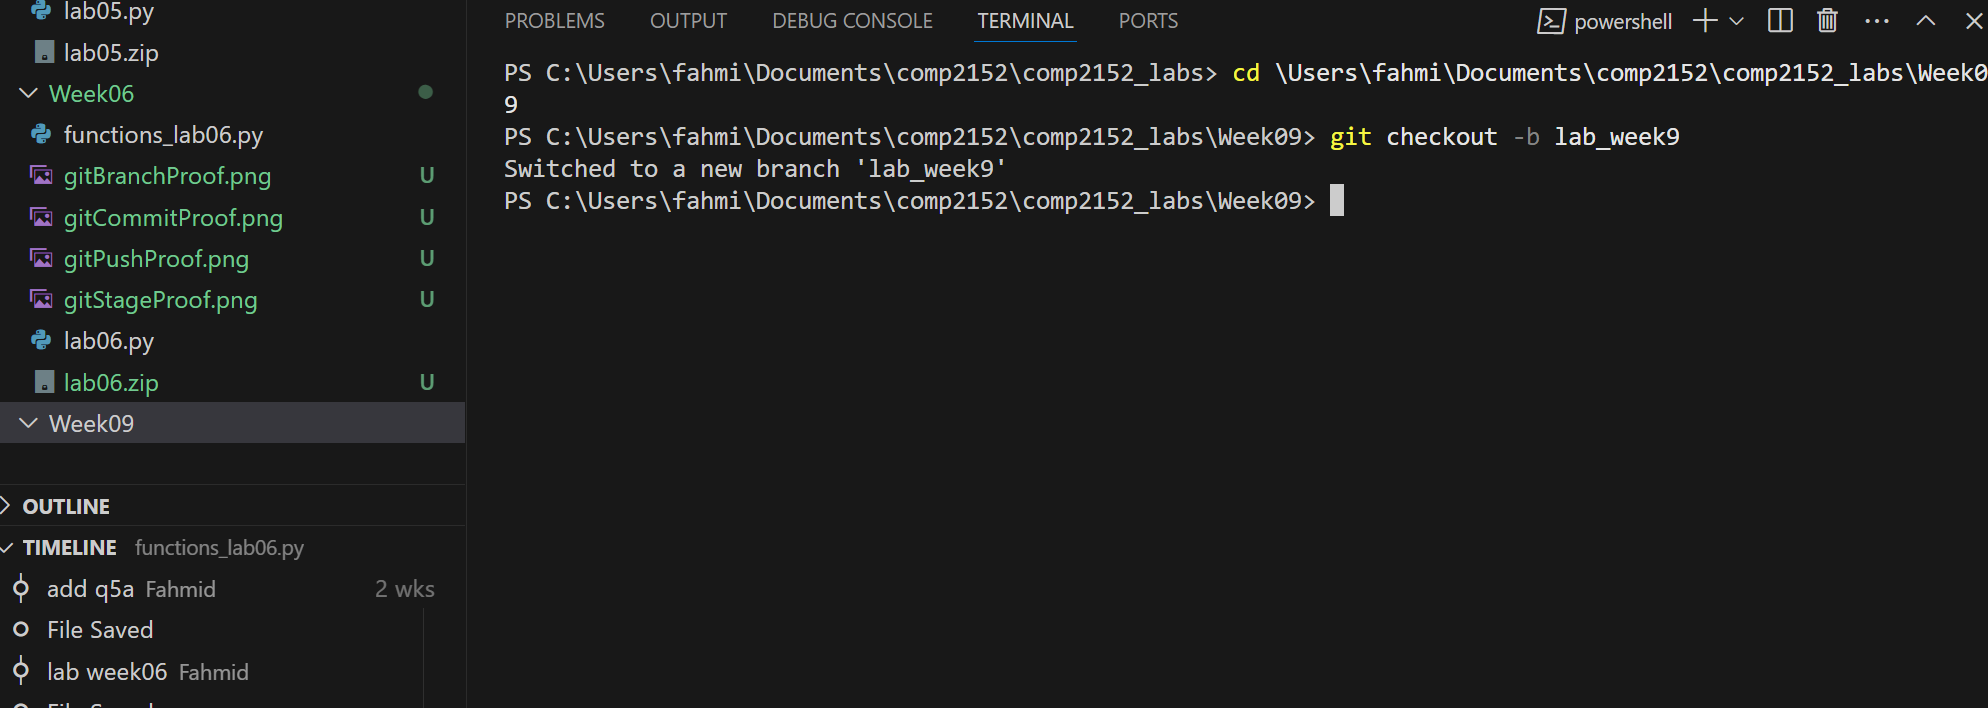 lab05.py
lab05.zip
Week06
functions_lab06.py
gitBranchProof.png U
gitCommitProof.png U
gitPushProof.png U
gitStageProof.png U
lab06.py
lab06.zip U
Week09
OUTLINE
TIMELINE functions_lab06.py
add q5a Fahmid 2 wks
File Saved
lab week06 Fahmid
File Saved
PROBLEMS OUTPUT DEBUG CONSOLE TERMINAL PORTS powershell
PS C:\Users\fahmi\Documents\comp2152\comp2152_labs> cd \Users\fahmi\Documents\comp2152\comp2152_labs\Week0
9
PS C:\Users\fahmi\Documents\comp2152\comp2152_labs\Week09> git checkout -b lab_week9
Switched to a new branch 'lab_week9'
PS C:\Users\fahmi\Documents\comp2152\comp2152_labs\Week09>